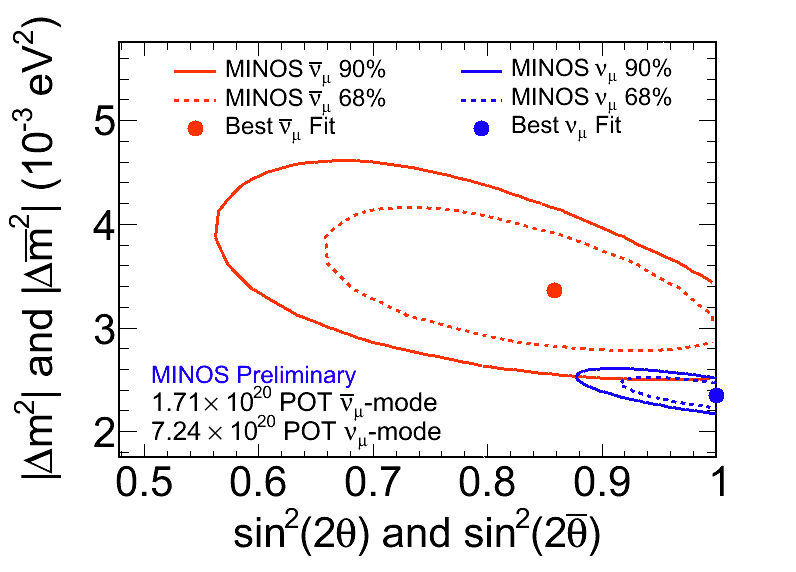 MINOS ν̅μ 90%
MINOS ν̅μ 68%
Best ν̅μ Fit
MINOS νμ 90%
MINOS νμ 68%
Best νμ Fit
|Δm²| and |Δm̅²| (10⁻³ eV²)
5
4
3
2
MINOS Preliminary
1.71× 10²⁰ POT ν̅μ-mode
7.24 × 10²⁰ POT νμ-mode
0.5 0.6 0.7 0.8 0.9 1
sin²(2θ) and sin²(2θ̅)